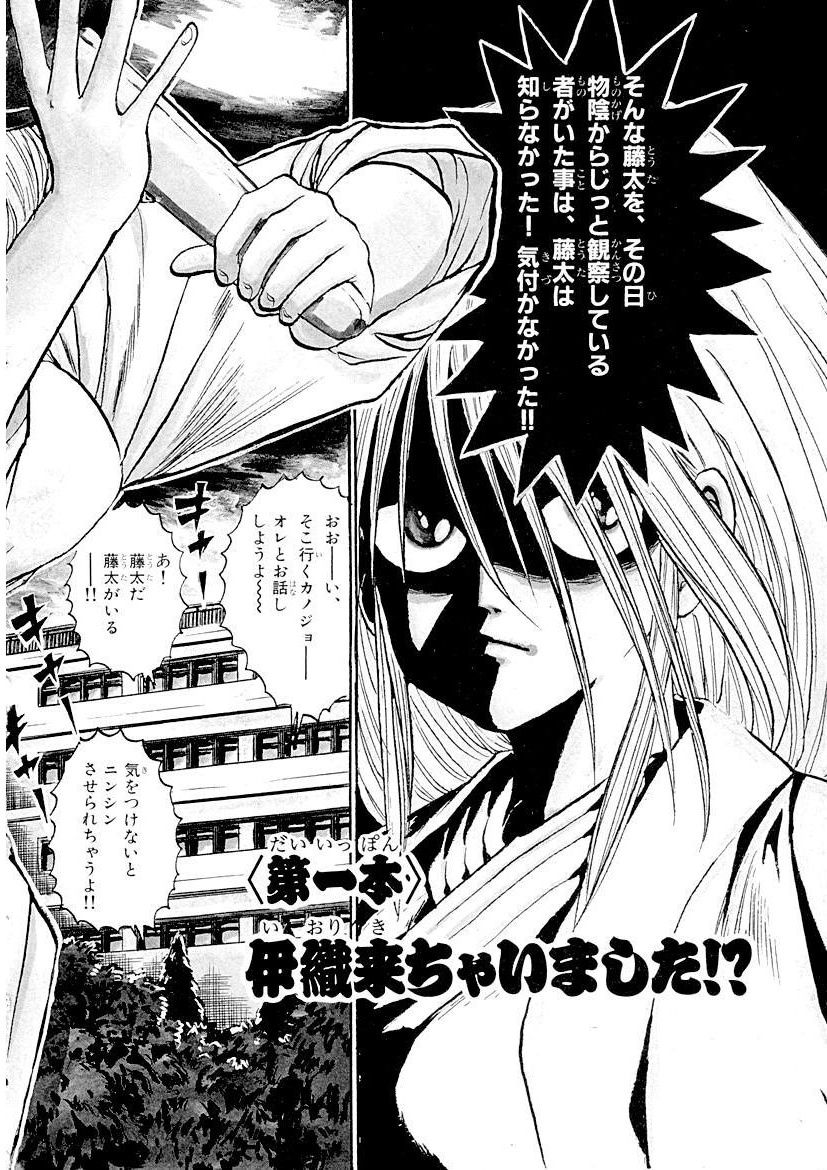 そんな藤太を、その日
物陰からじっと観察している
者がいた事は、藤太は
知らなかった！気付かなかった!!
おお――い、
そこ行くカノジョ――
オレとお話し
しようよ～～
キャー
あ！
藤太だ
藤太がいる
――!!
キャー
キャー
気をつけないと
ニンシン
させられちゃうよ!!
〈第一本〉
伊織来ちゃいました!?